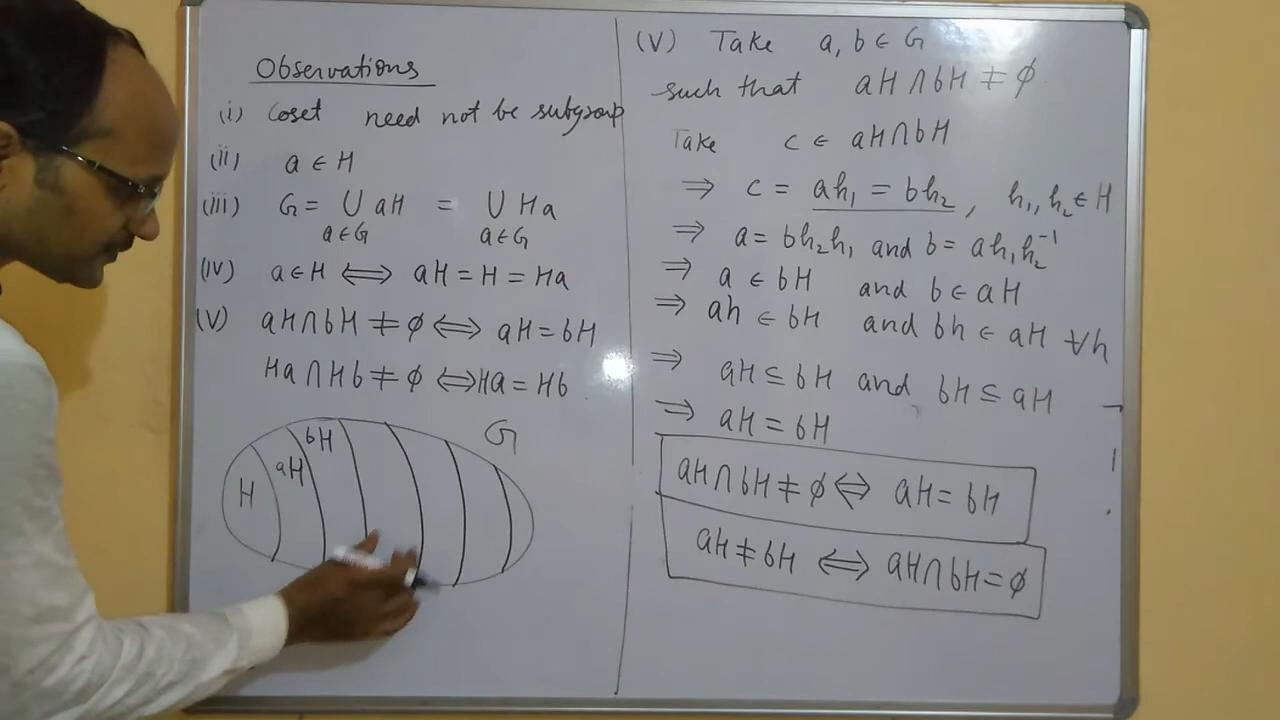 Observations
(i) Coset need not be subgroup
(ii) a ∈ H
(iii) G = ∪ aH = ∪ Ha
a∈G a∈G
(iv) a∈H ⟺ aH = H = Ha
(v) aH∩bH ≠ ϕ ⟺ aH = bH
Ha∩Hb ≠ ϕ ⟺ Ha = Hb
G
H
aH
bH
(v) Take a, b ∈ G
such that aH∩bH ≠ ϕ
Take c ∈ aH∩bH
⇒ c = ah₁ = bh₂, h₁, h₂ ∈ H
⇒ a = bh₂h₁ and b = ah₁h₂⁻¹
⇒ a ∈ bH and b ∈ aH
⇒ ah ∈ bH and bh ∈ aH ∀h
⇒ aH ⊆ bH and bH ⊆ aH
⇒ aH = bH
aH∩bH ≠ ϕ ⟺ aH = bH
aH ≠ bH ⟺ aH∩bH = ϕ